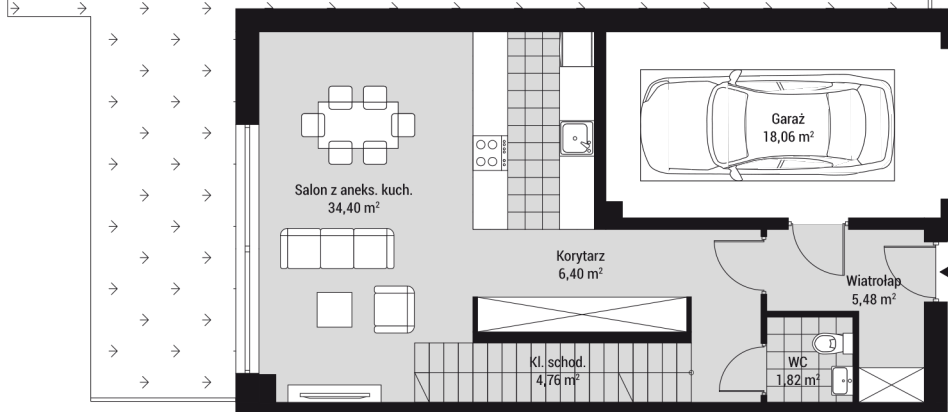 Garaż
18,06 m²
Salon z aneks. kuch.
34,40 m²
Korytarz
6,40 m²
Wiatrołap
5,48 m²
Kl. schod.
4,76 m²
WC
1,82 m²